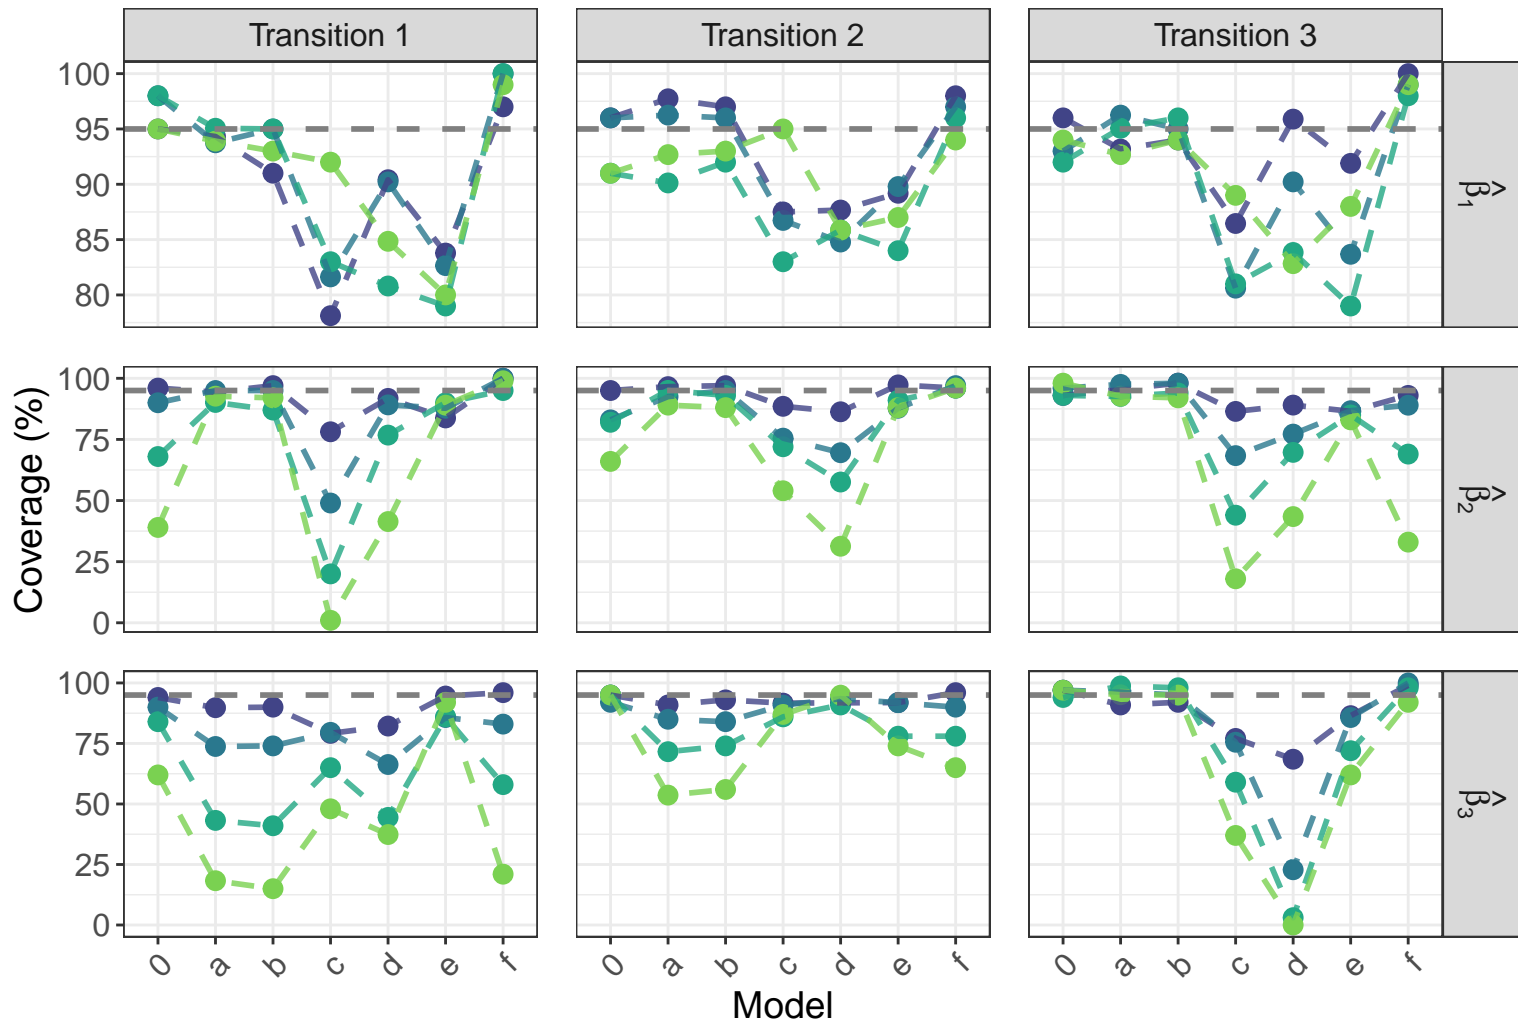 Transition 1 Transition 2 Transition 3
100
95
90
85
80
β̂₁
100
75
50
25
0
β̂₂
100
75
50
25
0
β̂₃
Coverage (%)
0 a b c d e f 0 a b c d e f 0 a b c d e f
Model